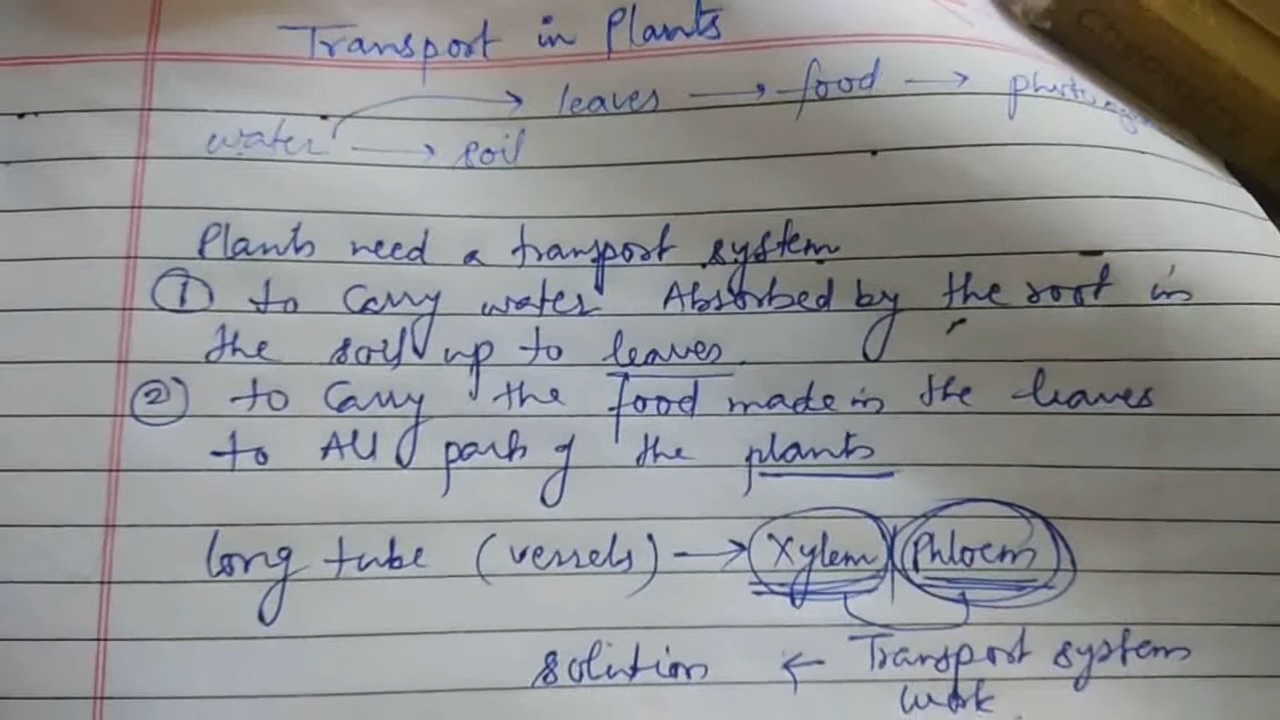 Transport in Plants
leaves → food →
water → soil
Plants need a transport system
① to Carry water Absorbed by the root in
the soil up to leaves.
② to Carry the food made in the leaves
to All parts of the plants
long tube (vessels) → Xylem Phloem
solution ← Transport system
work